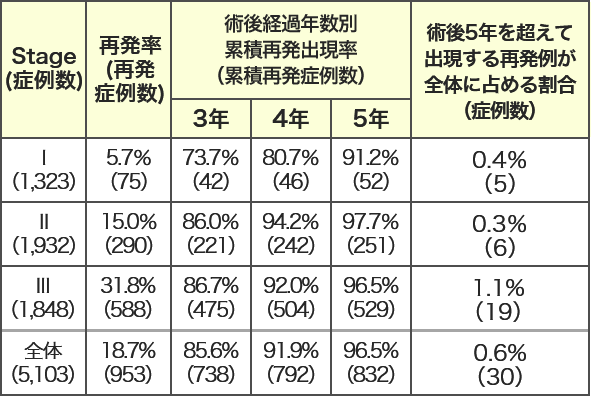 Stage
(症例数)
再発率
(再発
症例数)
術後経過年数別
累積再発出現率
(累積再発症例数)
3年 4年 5年
術後5年を超えて
出現する再発例が
全体に占める割合
(症例数)
I 5.7% 73.7% 80.7% 91.2% 0.4%
(1,323) (75) (42) (46) (52) (5)
II 15.0% 86.0% 94.2% 97.7% 0.3%
(1,932) (290) (221) (242) (251) (6)
III 31.8% 86.7% 92.0% 96.5% 1.1%
(1,848) (588) (475) (504) (529) (19)
全体 18.7% 85.6% 91.9% 96.5% 0.6%
(5,103) (953) (738) (792) (832) (30)